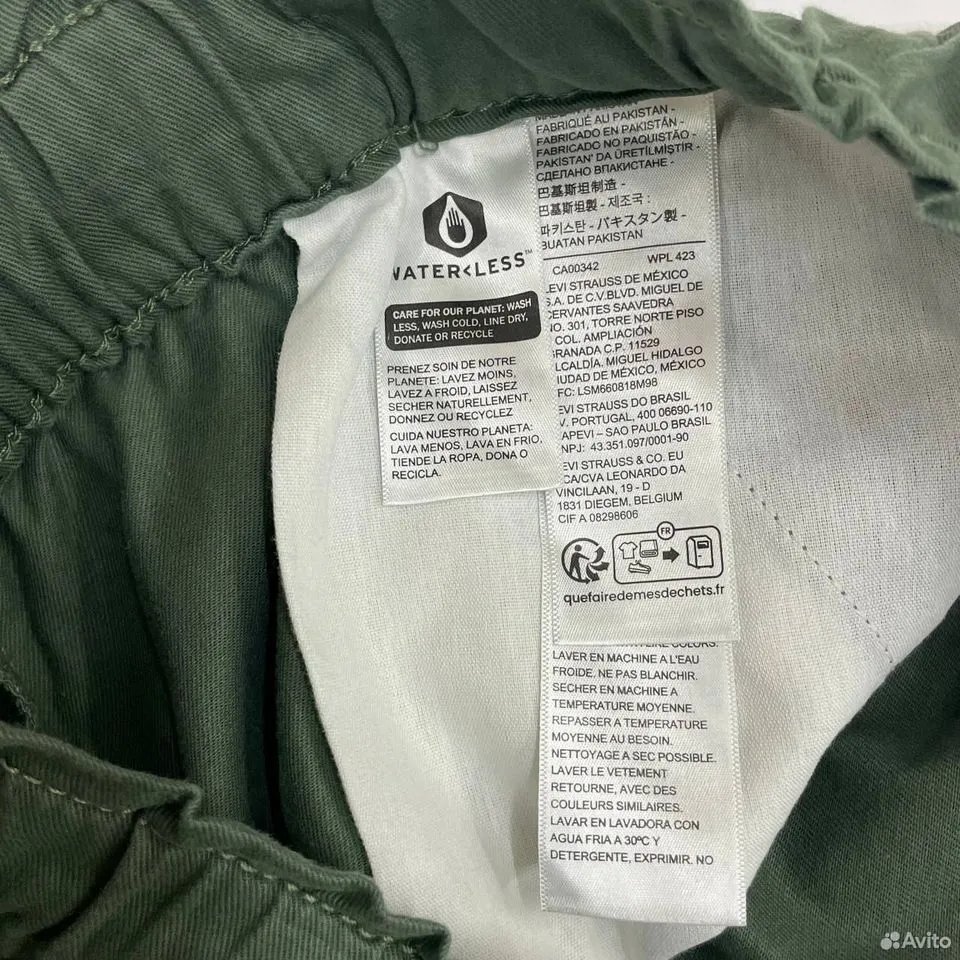 WATER<LESS™
CARE FOR OUR PLANET: WASH
LESS, WASH COLD, LINE DRY,
DONATE OR RECYCLE
PRENEZ SOIN DE NOTRE
PLANETE: LAVEZ MOINS,
LAVEZ A FROID, LAISSEZ
SECHER NATURELLEMENT,
DONNEZ OU RECYCLEZ
CUIDA NUESTRO PLANETA:
LAVA MENOS, LAVA EN FRIO,
TIENDE LA ROPA, DONA O
RECICLA.
FABRIQUÉ AU PAKISTAN -
FABRICADO EN PAKISTÁN -
FABRICADO NO PAQUISTÃO -
PAKISTAN' DA ÜRETİLMİŞTİR -
СДЕЛАНО ВПАКИСТАНЕ -
巴基斯坦制造 -
巴基斯坦製造 - 제조국 :
파키스탄 - パキスタン製 -
BUATAN PAKISTAN
CA00342 WPL 423
LEVI STRAUSS DE MÉXICO
S.A. DE C.V.BLVD. MIGUEL DE
CERVANTES SAAVEDRA
NO. 301, TORRE NORTE PISO
COL. AMPLIACIÓN
GRANADA C.P. 11529
ALCALDÍA. MIGUEL HIDALGO
CIUDAD DE MÉXICO, MÉXICO
RFC: LSM660818M98
LEVI STRAUSS DO BRASIL
AV. PORTUGAL, 400 06690-110
ITAPEVI – SAO PAULO BRASIL
CNPJ: 43.351.097/0001-90
LEVI STRAUSS & CO. EU
BCA/CVA LEONARDO DA
VINCILAAN, 19 - D
1831 DIEGEM, BELGIUM
CIF A 08298606
FR
quefairedemesdechets.fr
LIKE COLORS.
LAVER EN MACHINE A L'EAU
FROIDE. NE PAS BLANCHIR.
SECHER EN MACHINE A
TEMPERATURE MOYENNE.
REPASSER A TEMPERATURE
MOYENNE AU BESOIN.
NETTOYAGE A SEC POSSIBLE.
LAVER LE VETEMENT
RETOURNE, AVEC DES
COULEURS SIMILAIRES.
LAVAR EN LAVADORA CON
AGUA FRIA A 30ºC Y
DETERGENTE, EXPRIMIR. NO
Avito